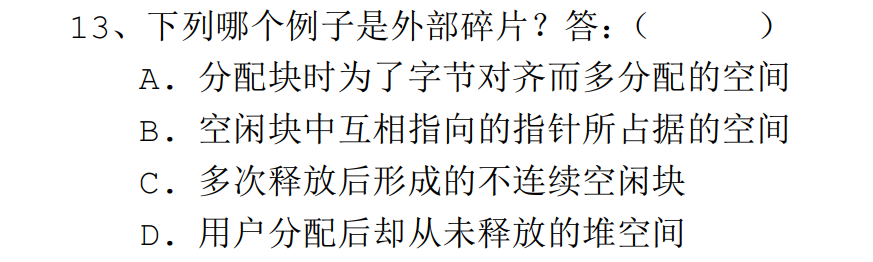 13、下列哪个例子是外部碎片？答：（      ）
A. 分配块时为了字节对齐而多分配的空间
B. 空闲块中互相指向的指针所占据的空间
C. 多次释放后形成的不连续空闲块
D. 用户分配后却从未释放的堆空间